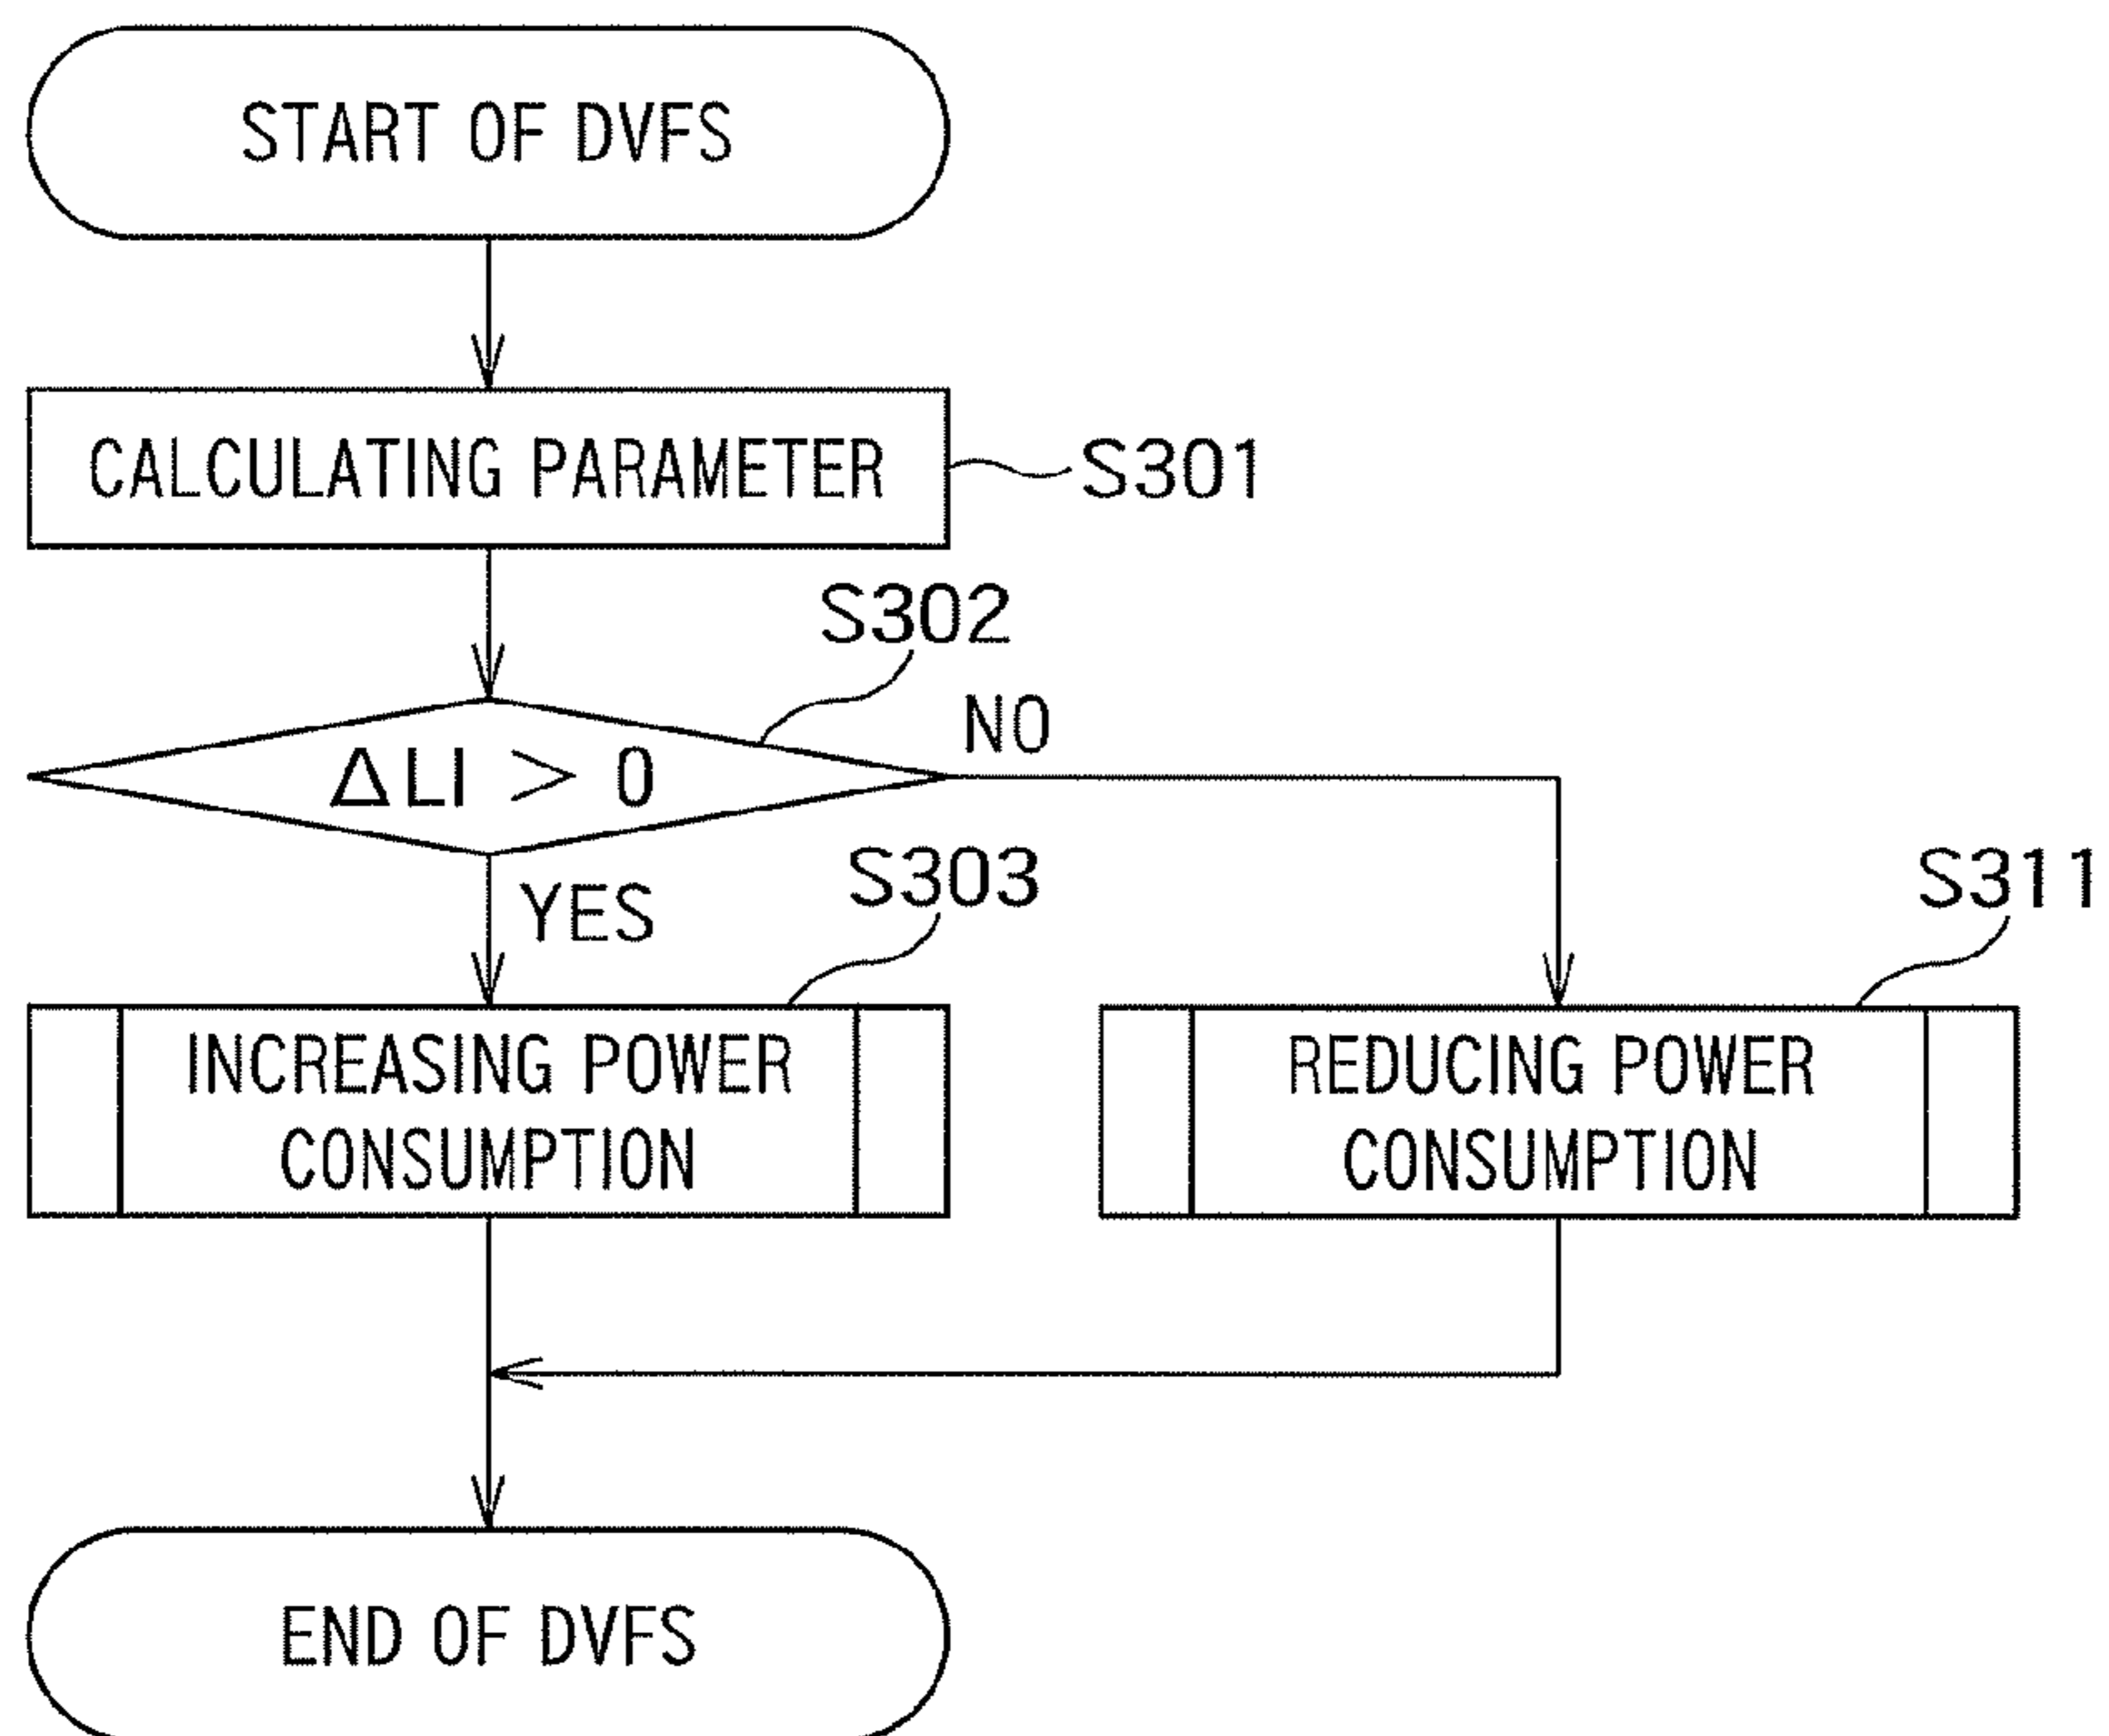 START OF DVFS
CALCULATING PARAMETER
S301
S302
ΔLI > 0
NO
YES
S303
S311
INCREASING POWER
CONSUMPTION
REDUCING POWER
CONSUMPTION
END OF DVFS